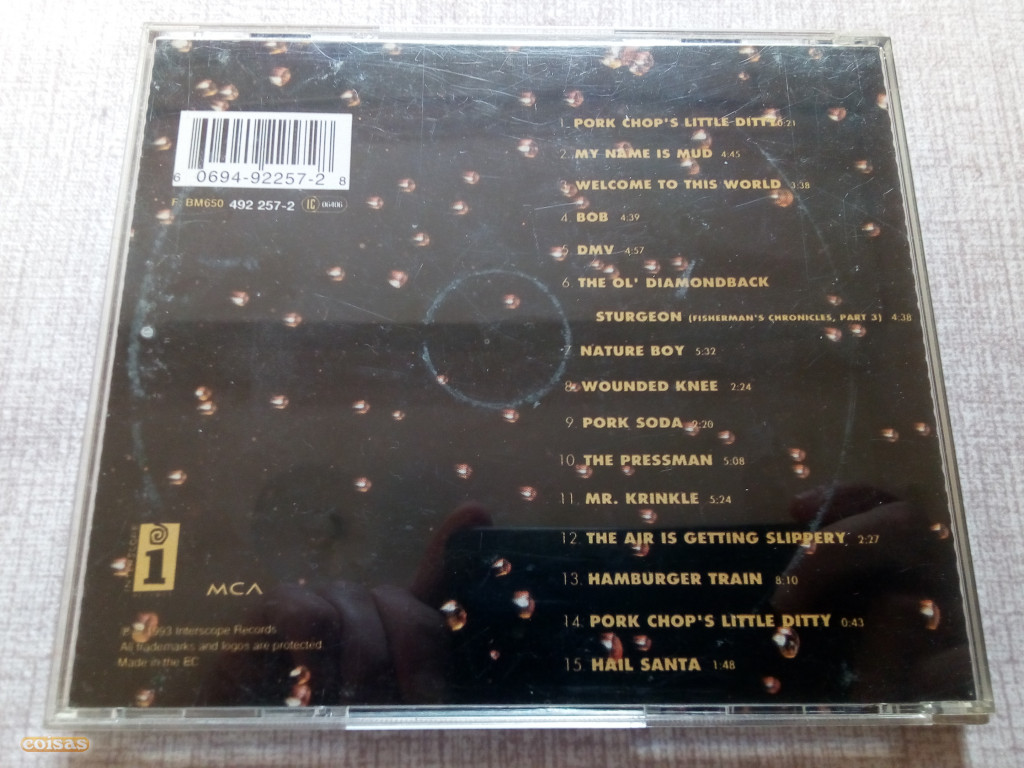 1. PORK CHOP'S LITTLE DITTY 0:21
2. MY NAME IS MUD 4:45
3. WELCOME TO THIS WORLD 3:38
4. BOB 4:39
5. DMV 4:57
6. THE OL' DIAMONDBACK
STURGEON (FISHERMAN'S CHRONICLES, PART 3) 4:38
7. NATURE BOY 5:32
8. WOUNDED KNEE 2:24
9. PORK SODA 2:20
10. THE PRESSMAN 5:08
11. MR. KRINKLE 5:24
12. THE AIR IS GETTING SLIPPERY 2:27
13. HAMBURGER TRAIN 8:10
14. PORK CHOP'S LITTLE DITTY 0:43
15. HAIL SANTA 1:48
6 0694-92257-2 8
F: BM650 492 257-2 IC 06406
INTERSCOPE
i
MCA
1993 Interscope Records
All trademarks and logos are protected
Made in the EC
coisas